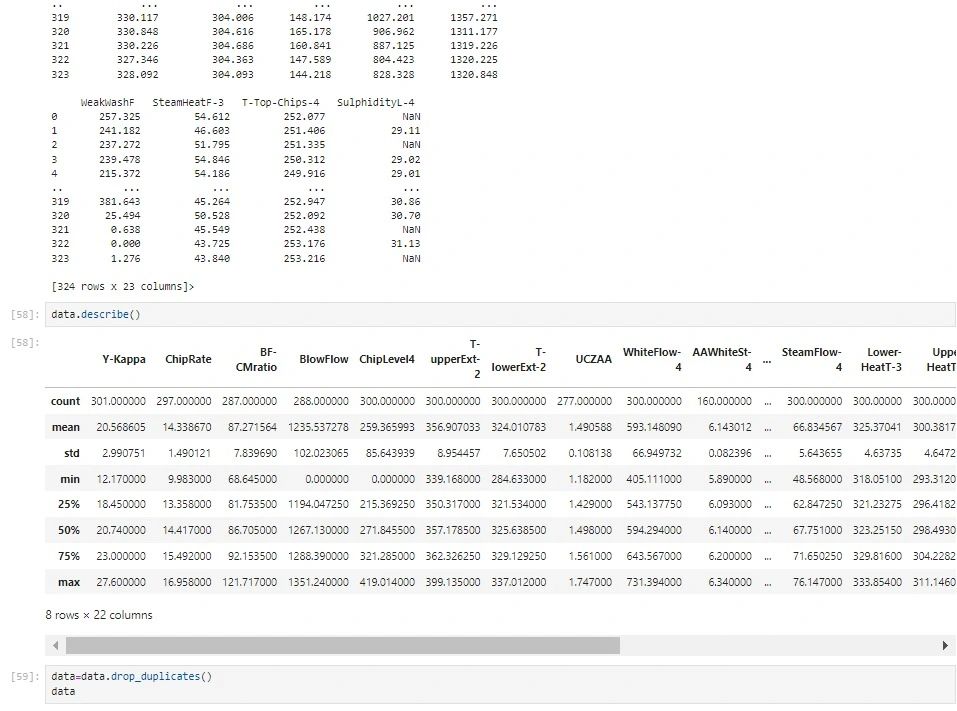 .. ... ... ... ... ...
319 330.117 304.006 148.174 1027.201 1357.271
320 330.848 304.616 165.178 906.962 1311.177
321 330.226 304.686 160.841 887.125 1319.226
322 327.346 304.363 147.589 804.423 1320.225
323 328.092 304.093 144.218 828.328 1320.848
WeakWashF SteamHeatF-3 T-Top-Chips-4 SulphidityL-4
0 257.325 54.612 252.077 NaN
1 241.182 46.603 251.406 29.11
2 237.272 51.795 251.335 NaN
3 239.478 54.846 250.312 29.02
4 215.372 54.186 249.916 29.01
.. ... ... ... ...
319 381.643 45.264 252.947 30.86
320 25.494 50.528 252.092 30.70
321 0.638 45.549 252.438 NaN
322 0.000 43.725 253.176 31.13
323 1.276 43.840 253.216 NaN
[324 rows x 23 columns]>
[58]: data.describe()
[58]:
T-
BF- upperExt- T- WhiteFlow- AAWhiteSt- SteamFlow- Lower- Uppe
Y-Kappa ChipRate CMratio BlowFlow ChipLevel4 2 lowerExt-2 UCZAA 4 4 ... 4 HeatT-3 HeatT
count 301.000000 297.000000 287.000000 288.000000 300.000000 300.000000 300.000000 277.000000 300.000000 160.000000 ... 300.000000 300.00000 300.0000
mean 20.568605 14.338670 87.271564 1235.537278 259.365993 356.907033 324.010783 1.490588 593.148090 6.143012 ... 66.834567 325.37041 300.3817
std 2.990751 1.490121 7.839690 102.023065 85.643939 8.954457 7.650502 0.108138 66.949732 0.082396 ... 5.643655 4.63735 4.6472
min 12.170000 9.983000 68.645000 0.000000 0.000000 339.168000 284.633000 1.182000 405.111000 5.890000 ... 48.568000 318.05100 293.3120
25% 18.450000 13.358000 81.753500 1194.047250 215.369250 350.317000 321.534000 1.429000 543.137750 6.093000 ... 62.847250 321.23275 296.4182
50% 20.740000 14.417000 86.705000 1267.130000 271.845500 357.178500 325.638500 1.498000 594.294000 6.140000 ... 67.751000 323.25150 298.4930
75% 23.000000 15.492000 92.153500 1288.390000 321.285000 362.326250 329.129250 1.561000 643.567000 6.200000 ... 71.650250 329.81600 304.2282
max 27.600000 16.958000 121.717000 1351.240000 419.014000 399.135000 337.012000 1.747000 731.394000 6.340000 ... 76.147000 333.85400 311.1460
8 rows × 22 columns
[59]: data=data.drop_duplicates()
data